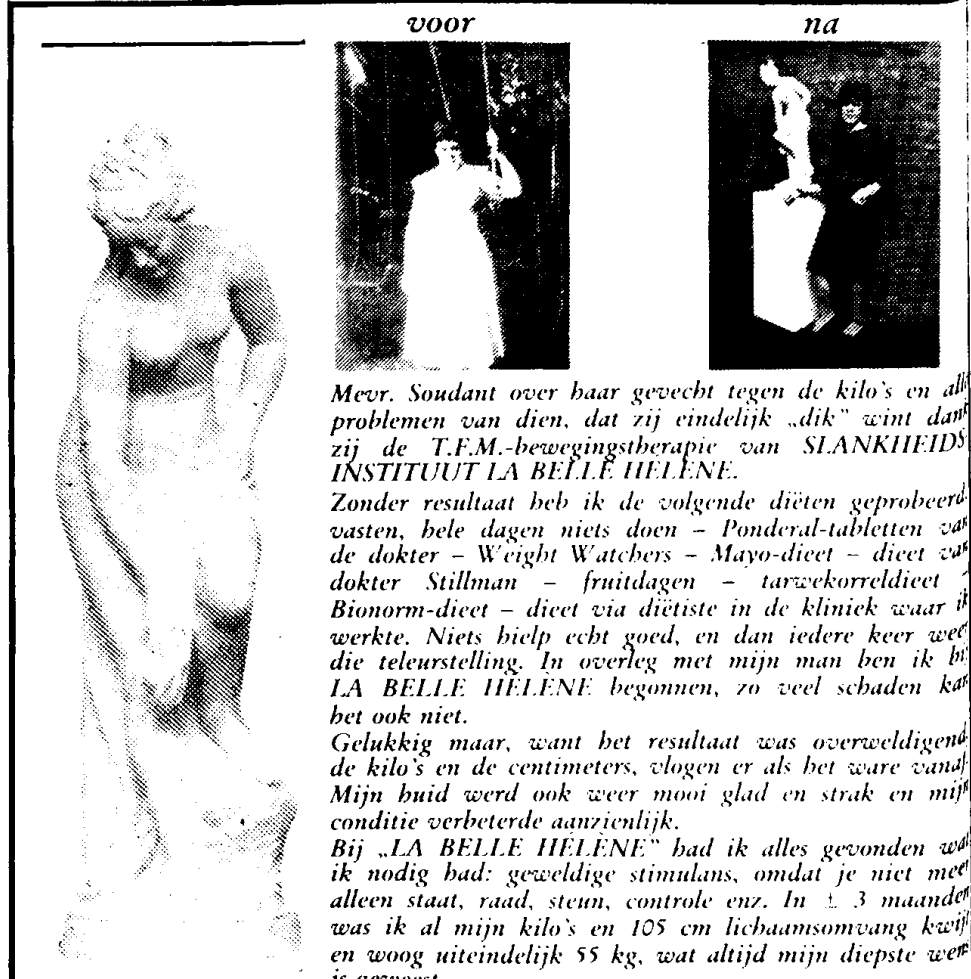 voor
na
Mevr. Soudant over haar gevecht tegen de kilo's en all
problemen van dien, dat zij eindelijk „dik" wint dank
zij de T.F.M.-bewegingstherapie van SLANKHEIDS
INSTITUUT LA BELLE HÉLÈNE.
Zonder resultaat heb ik de volgende diëten geprobeerd
vasten, hele dagen niets doen – Ponderal-tabletten van
de dokter – Weight Watchers – Mayo-dieet – dieet van
dokter Stillman – fruitdagen – tarwekorreldieet –
Bionorm-dieet – dieet via diëtiste in de kliniek waar ik
werkte. Niets hielp echt goed, en dan iedere keer weer
die teleurstelling. In overleg met mijn man ben ik bij
LA BELLE HÉLÈNE begonnen, zo veel schaden kan
het ook niet.
Gelukkig maar, want het resultaat was overweldigend,
de kilo's en de centimeters, vlogen er als het ware vanaf.
Mijn huid werd ook weer mooi glad en strak en mijn
conditie verbeterde aanzienlijk.
Bij „LA BELLE HÉLÈNE" had ik alles gevonden wat
ik nodig had: geweldige stimulans, omdat je niet meer
alleen staat, raad, steun, controle enz. In ± 3 maanden
was ik al mijn kilo's en 105 cm lichaamsomvang kwijt
en woog uiteindelijk 55 kg, wat altijd mijn diepste wens
is geweest